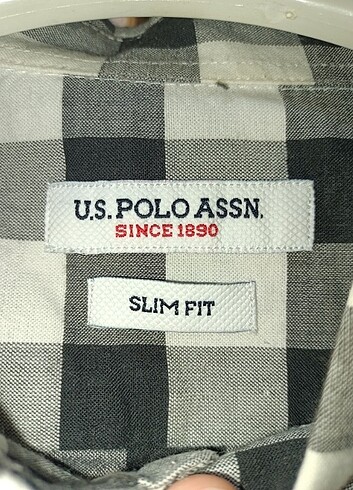 U.S. POLO ASSN.
SINCE 1890
SLIM FIT